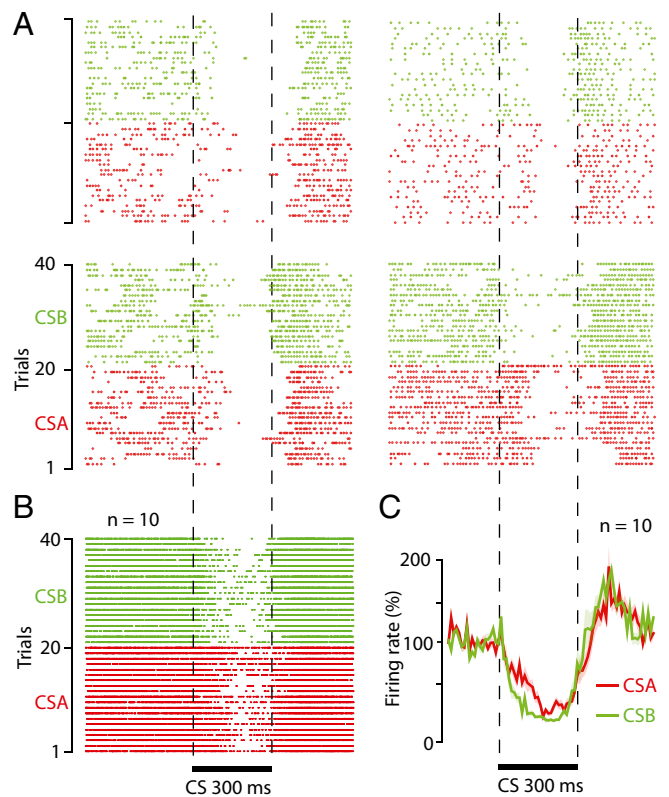 A
40
CSB
Trials
20
CSA
1
B
n = 10
40
CSB
Trials
20
CSA
1
CS 300 ms
C
n = 10
200
Firing rate (%)
100
0
CSA
CSB
CS 300 ms